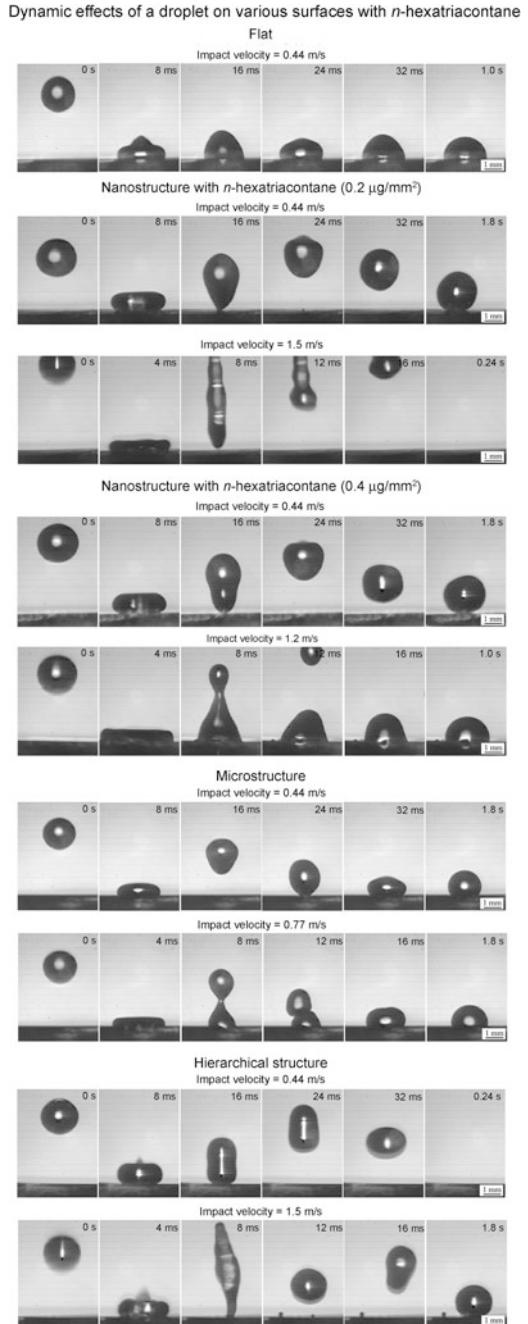 Dynamic effects of a droplet on various surfaces with n-hexatriacontane
Flat
Impact velocity = 0.44 m/s
0 s 8 ms 16 ms 24 ms 32 ms 1.0 s
1 mm
Nanostructure with n-hexatriacontane (0.2 μg/mm²)
Impact velocity = 0.44 m/s
0 s 8 ms 16 ms 24 ms 32 ms 1.8 s
1 mm
Impact velocity = 1.5 m/s
0 s 4 ms 8 ms 12 ms 16 ms 0.24 s
1 mm
Nanostructure with n-hexatriacontane (0.4 μg/mm²)
Impact velocity = 0.44 m/s
0 s 8 ms 16 ms 24 ms 32 ms 1.8 s
1 mm
Impact velocity = 1.2 m/s
0 s 4 ms 8 ms 12 ms 16 ms 1.0 s
1 mm
Microstructure
Impact velocity = 0.44 m/s
0 s 8 ms 16 ms 24 ms 32 ms 1.8 s
1 mm
Impact velocity = 0.77 m/s
0 s 4 ms 8 ms 12 ms 16 ms 1.8 s
1 mm
Hierarchical structure
Impact velocity = 0.44 m/s
0 s 8 ms 16 ms 24 ms 32 ms 0.24 s
1 mm
Impact velocity = 1.5 m/s
0 s 4 ms 8 ms 12 ms 16 ms 1.8 s
1 mm